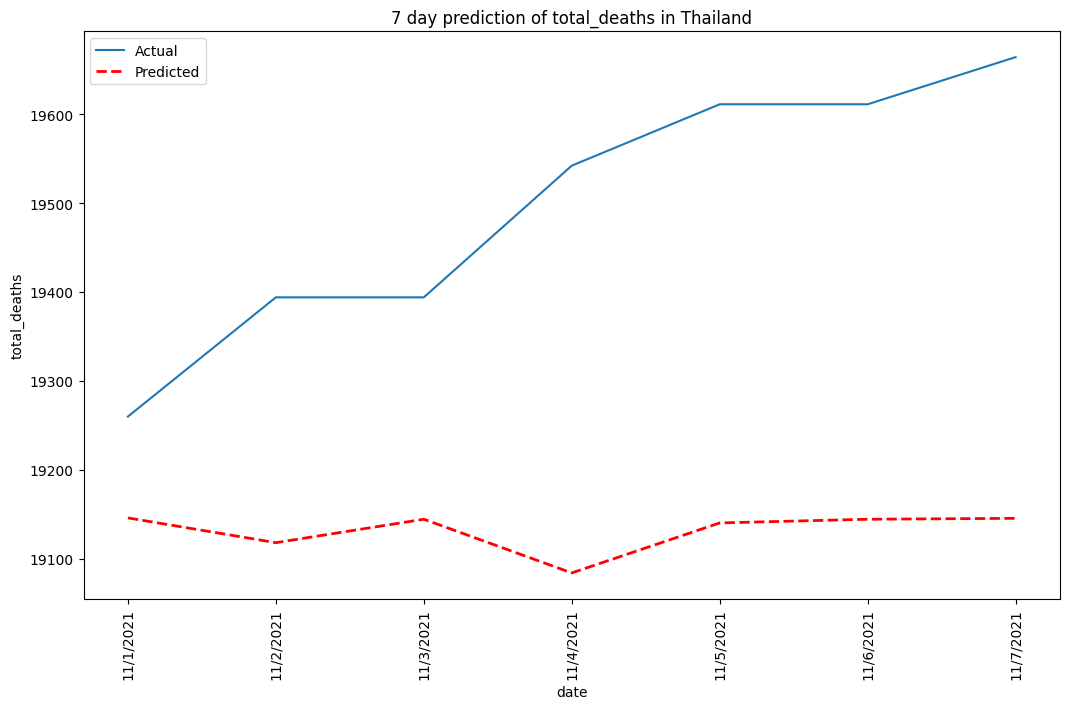 7 day prediction of total_deaths in Thailand
Actual
Predicted
total_deaths
19600
19500
19400
19300
19200
19100
11/1/2021
11/2/2021
11/3/2021
11/4/2021
11/5/2021
11/6/2021
11/7/2021
date